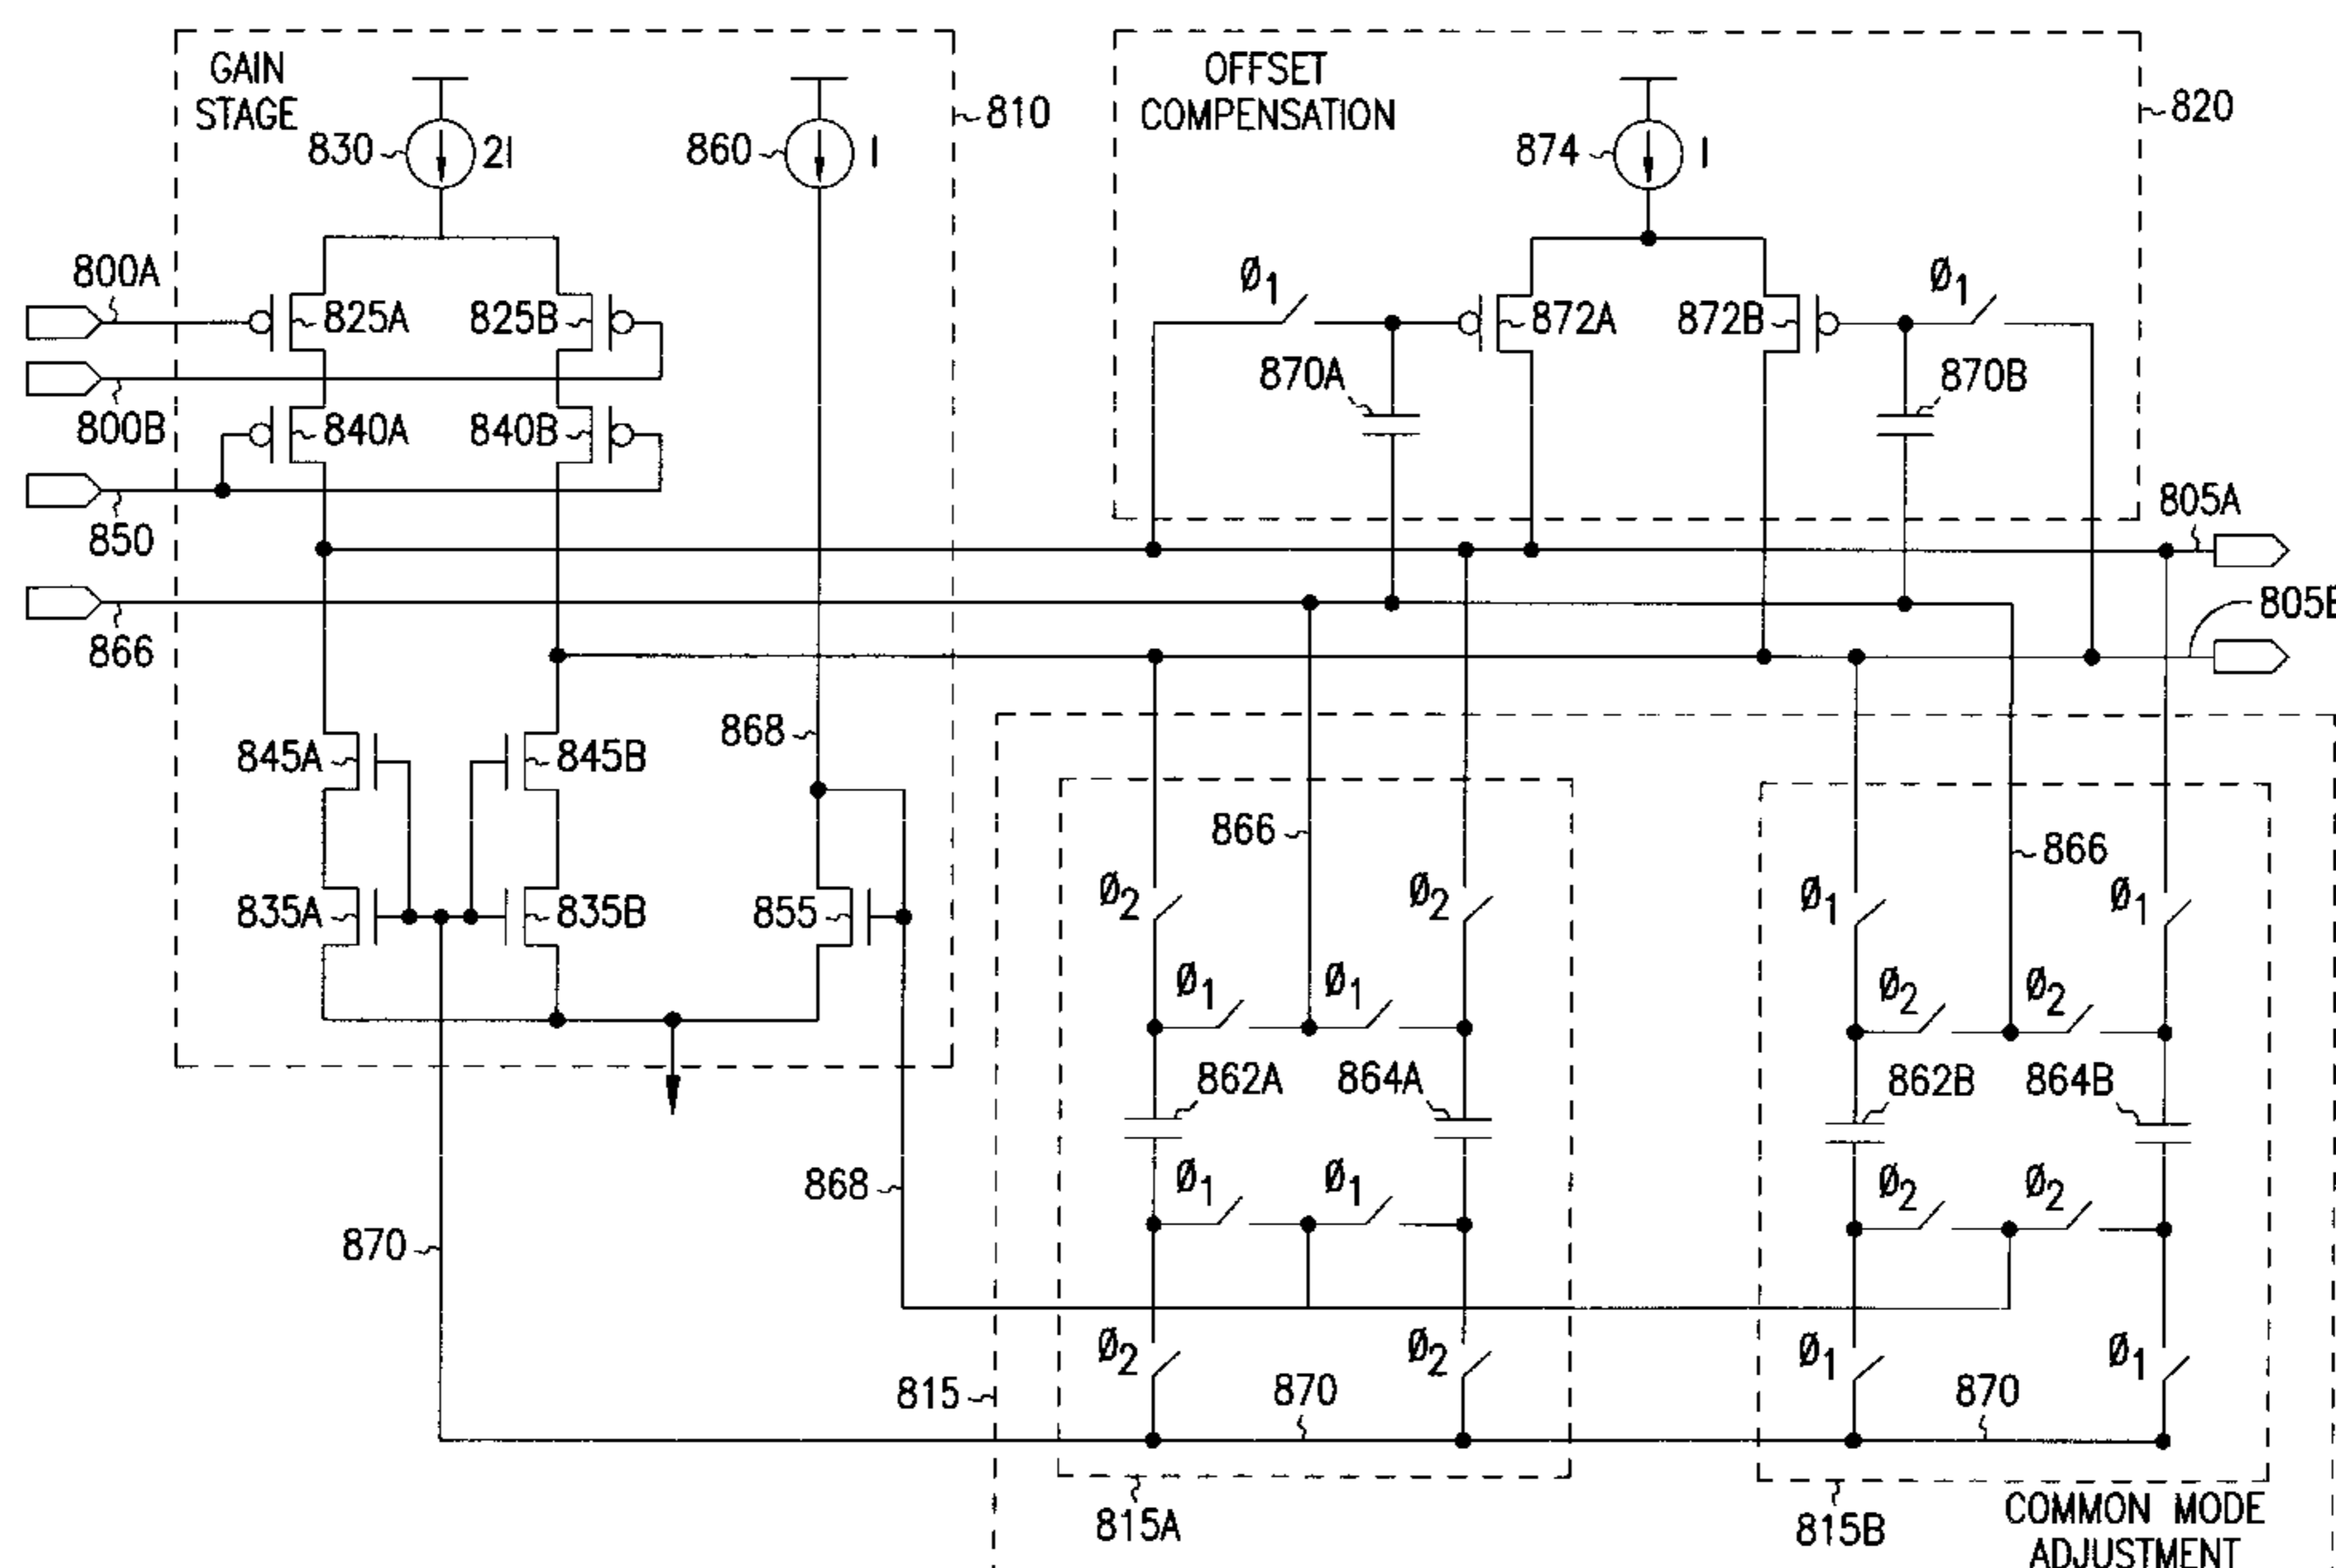 GAIN
STAGE
830
2I
860
I
810
OFFSET
COMPENSATION
874
I
820
800A
825A
825B
800B
840A
840B
850
866
Ø1
872A
872B
Ø1
870A
870B
805A
805B
845A
845B
868
835A
835B
855
870
868
866
Ø2
Ø2
Ø1
Ø1
862A
864A
Ø1
Ø1
Ø2
Ø2
815
870
815A
866
Ø1
Ø1
Ø2
Ø2
862B
864B
Ø2
Ø2
Ø1
Ø1
870
815B
COMMON MODE
ADJUSTMENT